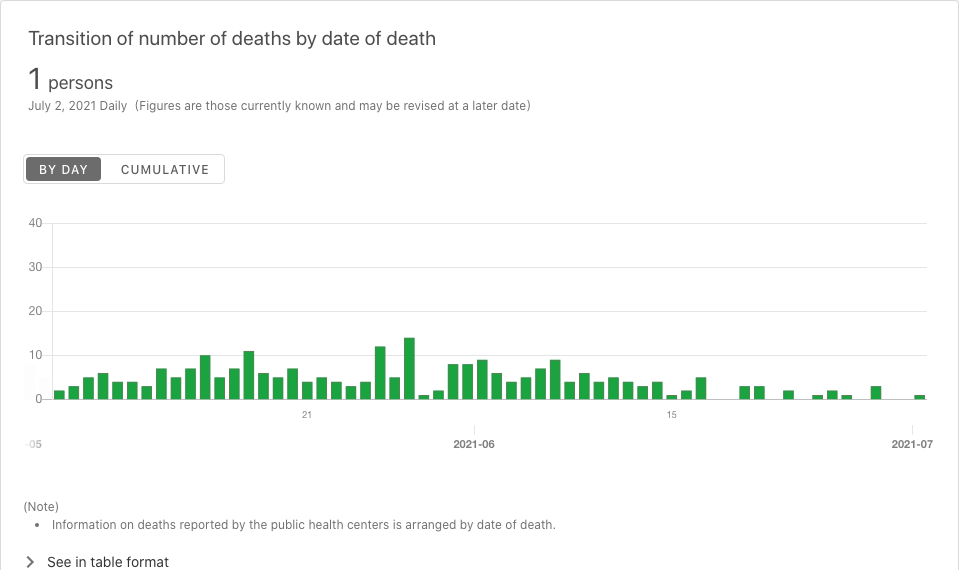 Transition of number of deaths by date of death
1 persons
July 2, 2021 Daily (Figures are those currently known and may be revised at a later date)
BY DAY CUMULATIVE
40
30
20
10
0
21 15
-05 2021-06 2021-07
(Note)
• Information on deaths reported by the public health centers is arranged by date of death.
See in table format